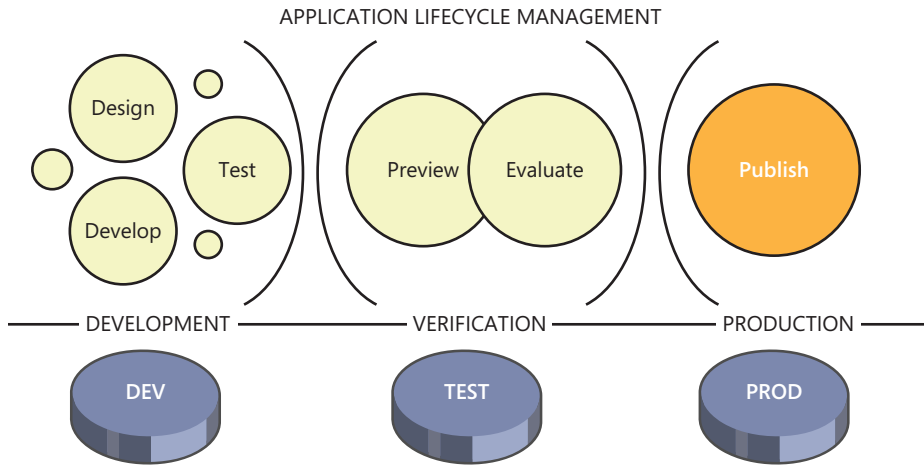 APPLICATION LIFECYCLE MANAGEMENT
Design
Test
Develop
Preview
Evaluate
Publish
DEVELOPMENT
VERIFICATION
PRODUCTION
DEV
TEST
PROD